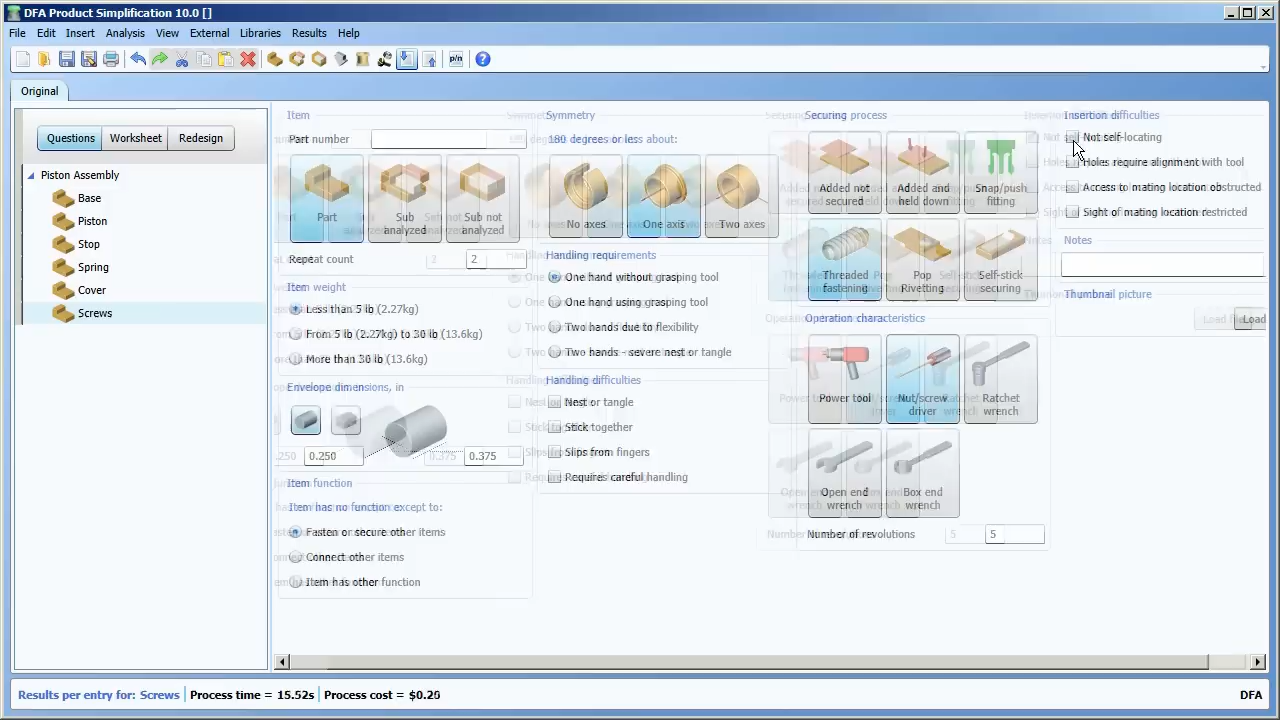 DFA Product Simplification 10.0 []
File Edit Insert Analysis View External Libraries Results Help
p/n ?
Original
Questions Worksheet Redesign
Piston Assembly
Base
Piston
Stop
Spring
Cover
Screws
Item
Part number
Part
Sub analyzed
Sub not analyzed
Repeat count 2 2
Item weight
Less than 5 lb (2.27kg)
From 5 lb (2.27kg) to 30 lb (13.6kg)
More than 30 lb (13.6kg)
Envelope dimensions, in
0.250 0.375 0.375
Item function
Item has no function except to:
Fasten or secure other items
Connect other items
Item has other function
Symmetry
180 degrees or less about:
No axes
One axis
Two axes
Handling requi
One hand without grasping tool
One hand using grasping tool
Two hands due to flexibility
Two hands - severe nest or tangle
Handling difficulties
Nest or tangle
Stick together
Slips from fingers
Requires careful handling
Securing process
Added not secured
Added and held down
Snap/push fitting
Threaded fastening
Pop Rivetting
Self-stick securing
Operation characteristics
Power tool
Nut/screw driver
Ratchet wrench
Open end wrench
Box end wrench
Number of revolutions 5 5
Insertion difficulties
Not self-locating
Holes require alignment with tool
Access to mating location obstructed
Sight of mating location restricted
Notes
Thumbnail picture
Load
Results per entry for: Screws Process time = 15.52s Process cost = $0.20
DFA